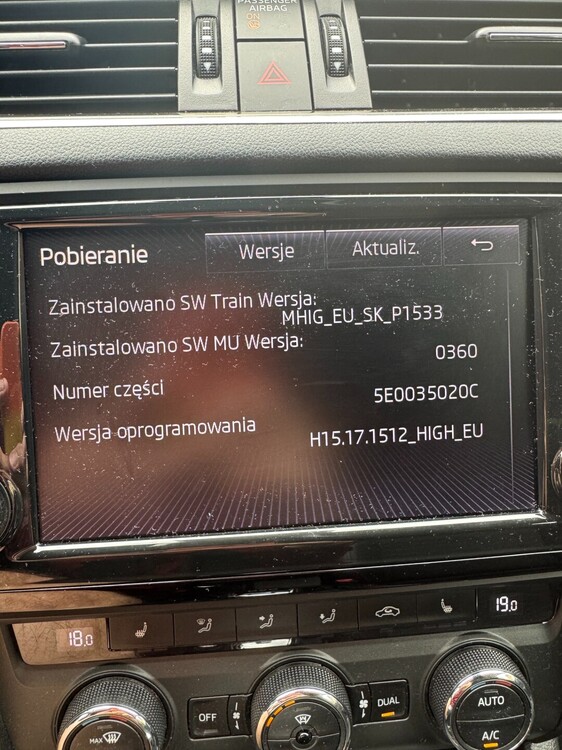 PASSENGER
AIRBAG
ON
Pobieranie
Wersje
Aktualiz.
Zainstalowano SW Train Wersja:
MHIG_EU_SK_P1533
Zainstalowano SW MU Wersja:
0360
Numer części
5E0035020C
Wersja oprogramowania
H15.17.1512_HIGH_EU
18.0
19.0
OFF
DUAL
AUTO
MAX
A/C